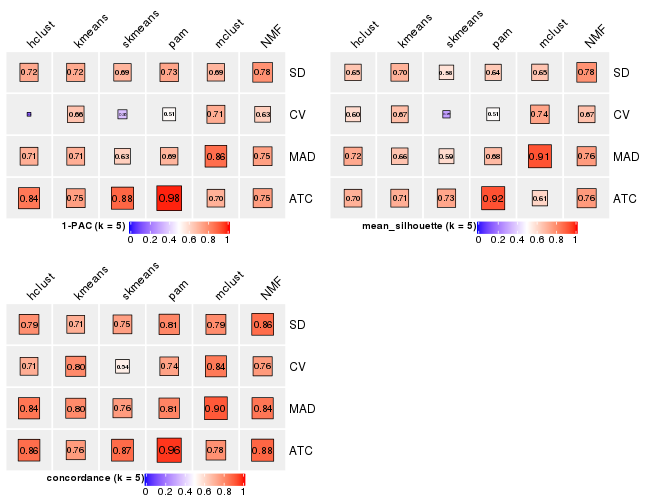 hclust kmeans skmeans pam mclust NMF
0.72 0.72 0.69 0.73 0.69 0.78 SD
0.66 0.51 0.71 0.63 CV
0.71 0.71 0.63 0.69 0.86 0.75 MAD
0.84 0.75 0.88 0.98 0.70 0.75 ATC
1-PAC (k = 5)
0 0.2 0.4 0.6 0.8 1
hclust kmeans skmeans pam mclust NMF
0.65 0.70 0.58 0.64 0.65 0.78 SD
0.60 0.67 0.51 0.74 0.67 CV
0.72 0.66 0.59 0.68 0.91 0.76 MAD
0.70 0.71 0.73 0.92 0.61 0.76 ATC
mean_silhouette (k = 5)
0 0.2 0.4 0.6 0.8 1
hclust kmeans skmeans pam mclust NMF
0.79 0.71 0.75 0.81 0.79 0.86 SD
0.71 0.80 0.54 0.74 0.84 0.76 CV
0.84 0.80 0.76 0.81 0.90 0.84 MAD
0.86 0.76 0.87 0.96 0.78 0.88 ATC
concordance (k = 5)
0 0.2 0.4 0.6 0.8 1